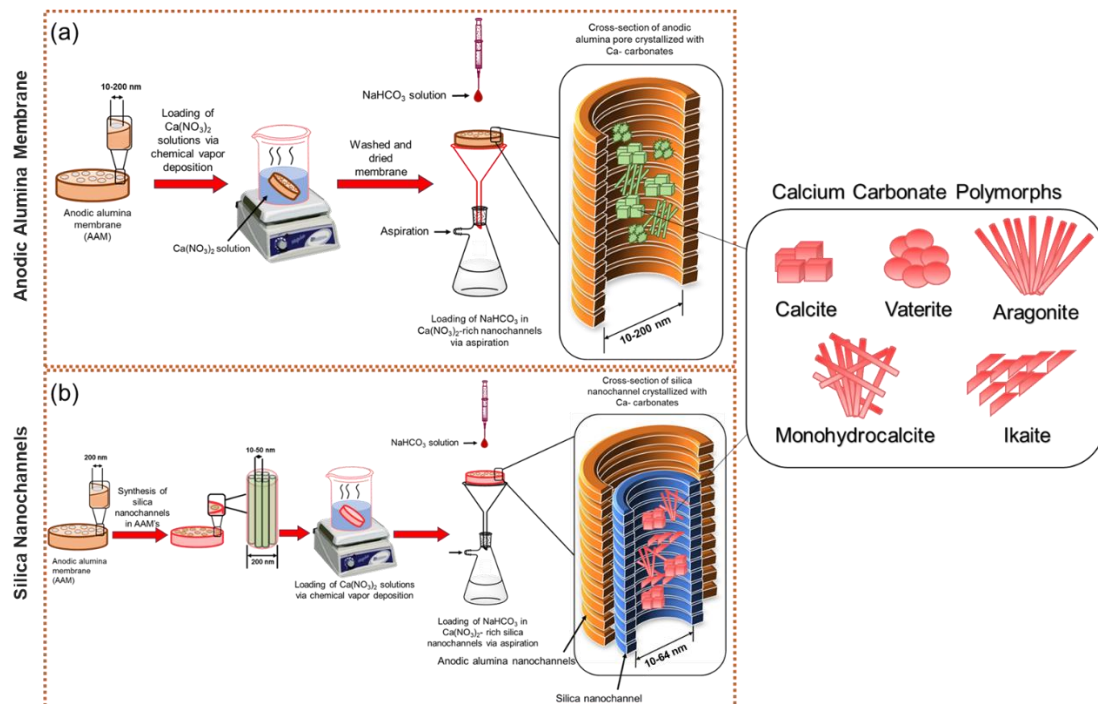 Anodic Alumina Membrane
(a)
10-200 nm
Anodic alumina
membrane
(AAM)
Loading of
Ca(NO3)2
solutions via
chemical vapor
deposition
Ca(NO3)2 solution
Washed and
dried
membrane
NaHCO3
solution
Aspiration
Loading of NaHCO3 in
Ca(NO3)2-rich nanochannels
via aspiration
Cross-section of anodic
alumina pore crystallized with
Ca- carbonates
10-200 nm
Silica Nanochannels
(b)
200 nm
Anodic alumina
membrane
(AAM)
Synthesis of
silica
nanochannels
in AAM's
10-50 nm
200 nm
Loading of Ca(NO3)2 solutions
via chemical vapor deposition
NaHCO3 solution
Loading of NaHCO3 in
Ca(NO3)2- rich silica
nanochannels via aspiration
Cross-section of silica
nanochannel crystallized with
Ca- carbonates
10-64 nm
Anodic alumina nanochannels
Silica nanochannel
Calcium Carbonate Polymorphs
Calcite
Vaterite
Aragonite
Monohydrocalcite
Ikaite